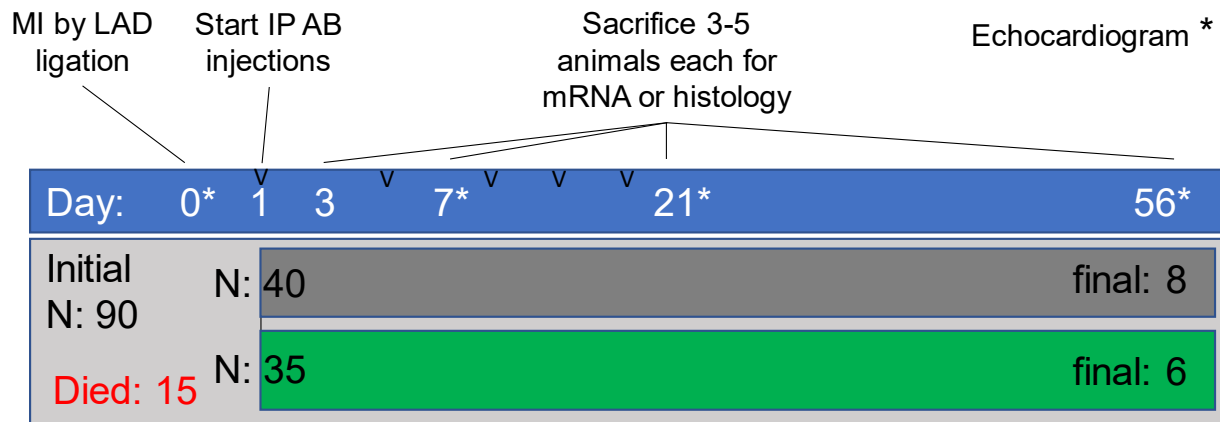 MI by LAD
ligation
Start IP AB
injections
Sacrifice 3-5
animals each for
mRNA or histology
Echocardiogram *
v v v v v
Day: 0* 1 3 7* 21* 56*
Initial
N: 90
Died: 15
N: 40 final: 8
N: 35 final: 6